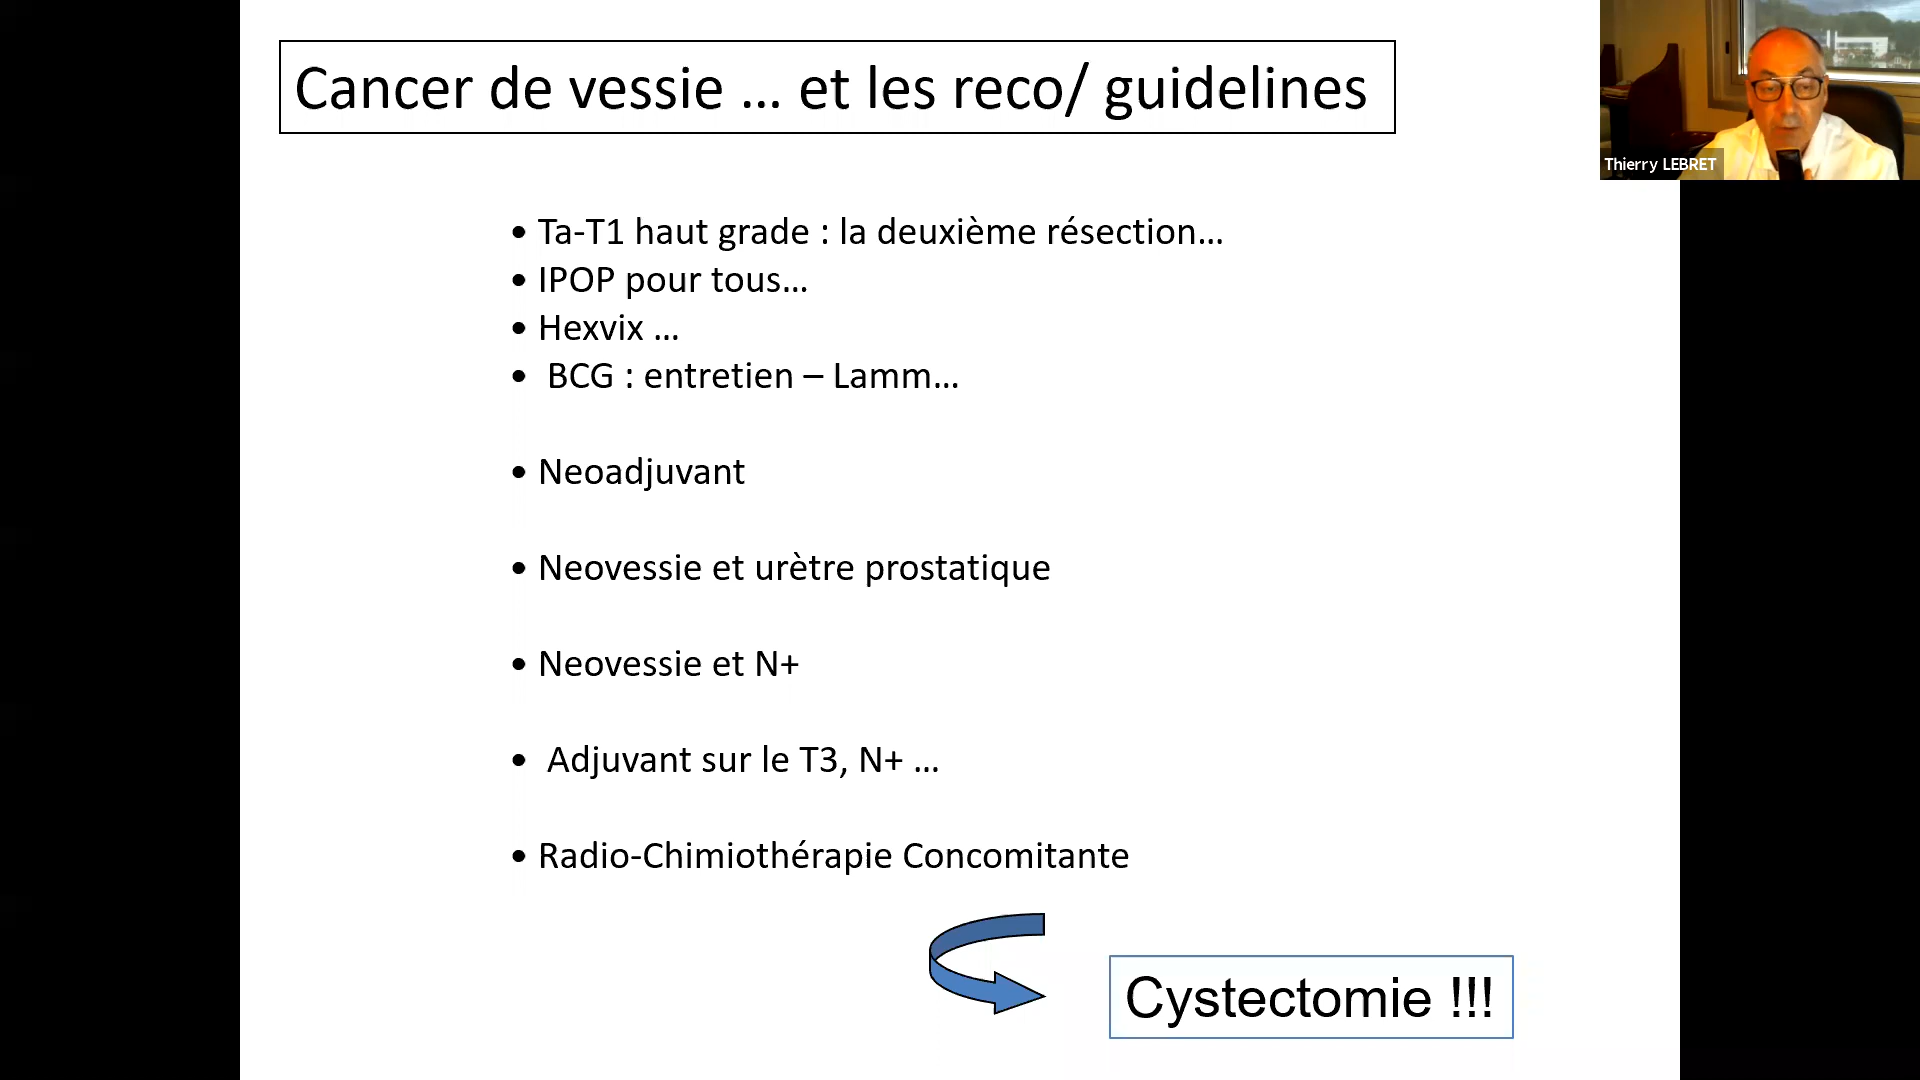 Cancer de vessie ... et les reco/ guidelines
Thierry LEBRET
• Ta-T1 haut grade : la deuxième résection...
• IPOP pour tous...
• Hexvix ...
• BCG : entretien – Lamm...
• Neoadjuvant
• Neovessie et urètre prostatique
• Neovessie et N+
• Adjuvant sur le T3, N+ ...
• Radio-Chimiothérapie Concomitante
Cystectomie !!!